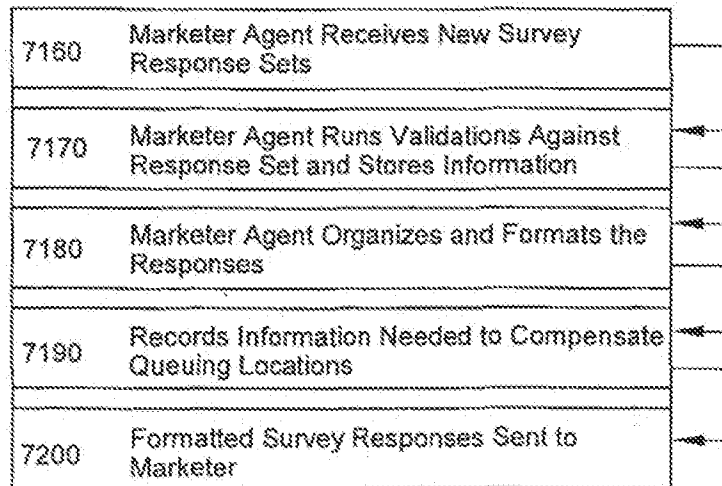 7160 Marketer Agent Receives New Survey
Response Sets
7170 Marketer Agent Runs Validations Against
Response Set and Stores Information
7180 Marketer Agent Organizes and Formats the
Responses
7190 Records Information Needed to Compensate
Queuing Locations
7200 Formatted Survey Responses Sent to
Marketer